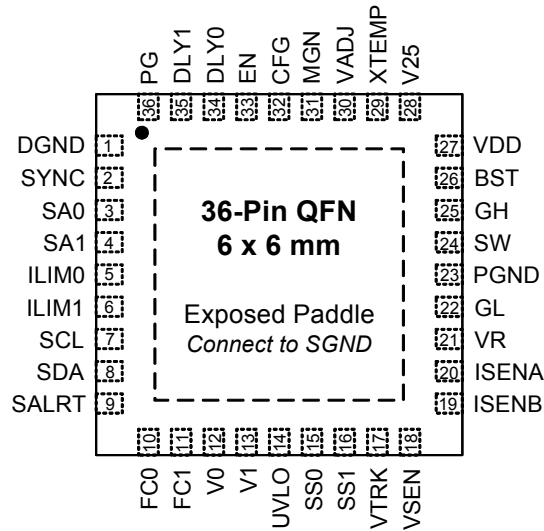 PG DLY1 DLY0 EN CFG MGN VADJ XTEMP V25
36 35 34 33 32 31 30 29 28
DGND 1 27 VDD
SYNC 2 26 BST
SA0 3 25 GH
SA1 4 24 SW
ILIM0 5 23 PGND
ILIM1 6 22 GL
SCL 7 21 VR
SDA 8 20 ISENA
SALRT 9 19 ISENB
36-Pin QFN
6 x 6 mm
Exposed Paddle
Connect to SGND
10 11 12 13 14 15 16 17 18
FC0 FC1 V0 V1 UVLO SS0 SS1 VTRK VSEN